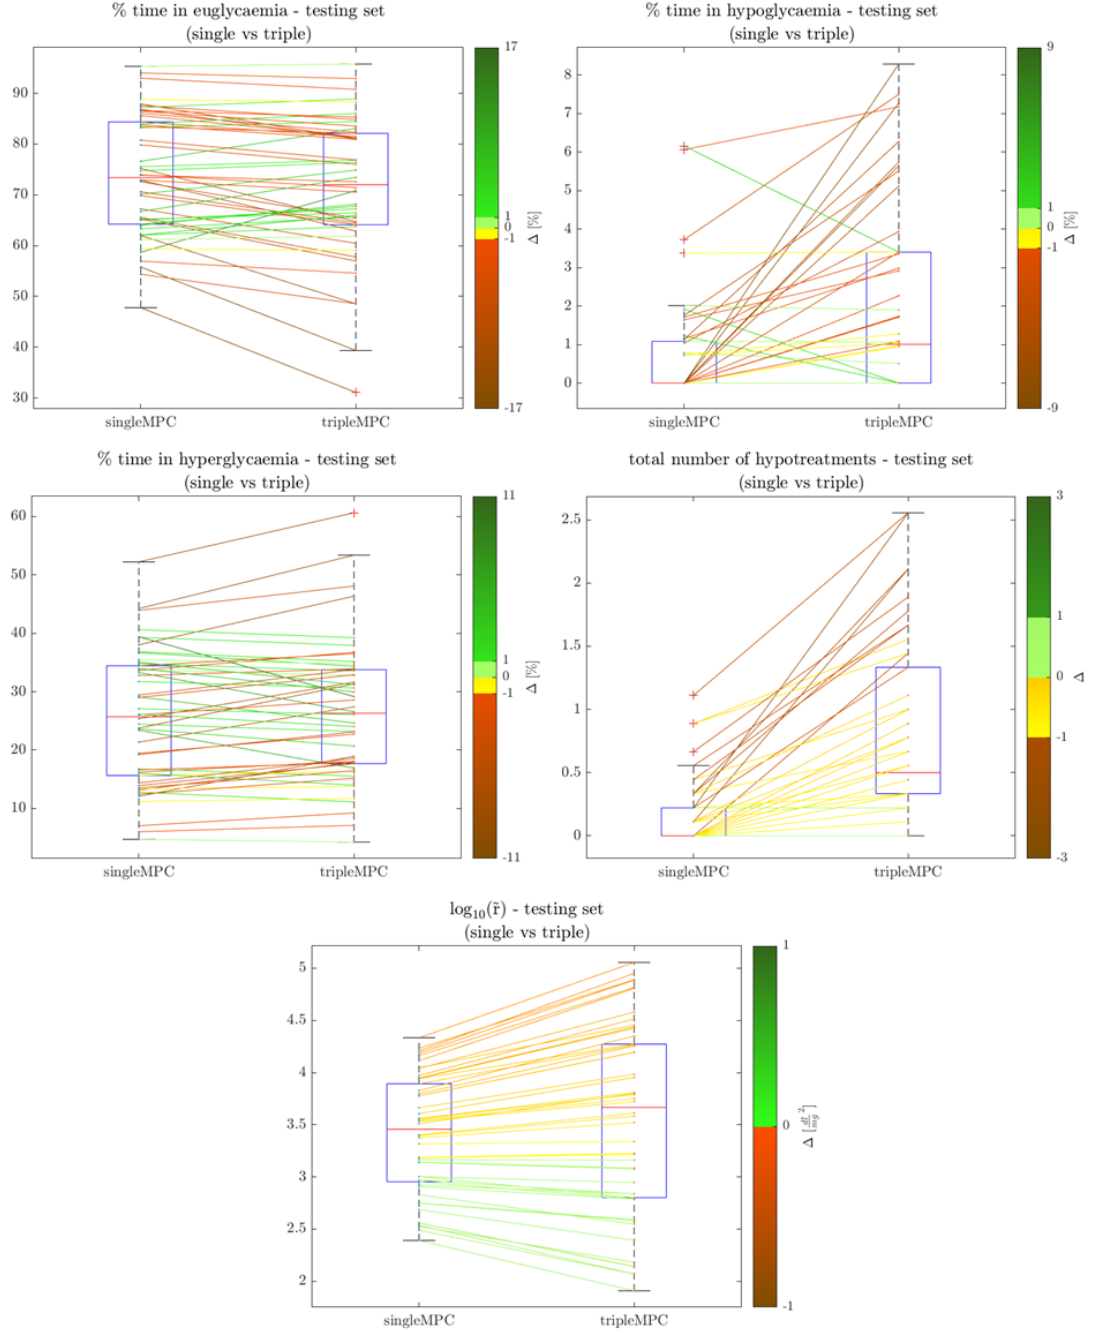 % time in euglycaemia - testing set
(single vs triple)
90
80
70
60
50
40
30
singleMPC
tripleMPC
17
1
0
-1
-17
Δ [%]
% time in hypoglycaemia - testing set
(single vs triple)
8
7
6
5
4
3
2
1
0
singleMPC
tripleMPC
9
1
0
-1
-9
Δ [%]
% time in hyperglycaemia - testing set
(single vs triple)
60
50
40
30
20
10
singleMPC
tripleMPC
11
1
0
-1
-11
Δ [%]
total number of hypotreatments - testing set
(single vs triple)
2.5
2
1.5
1
0.5
0
singleMPC
tripleMPC
3
1
0
-1
-3
Δ
log₁₀(r̃) - testing set
(single vs triple)
5
4.5
4
3.5
3
2.5
2
singleMPC
tripleMPC
1
0
-1
Δ [dl/mg ²]